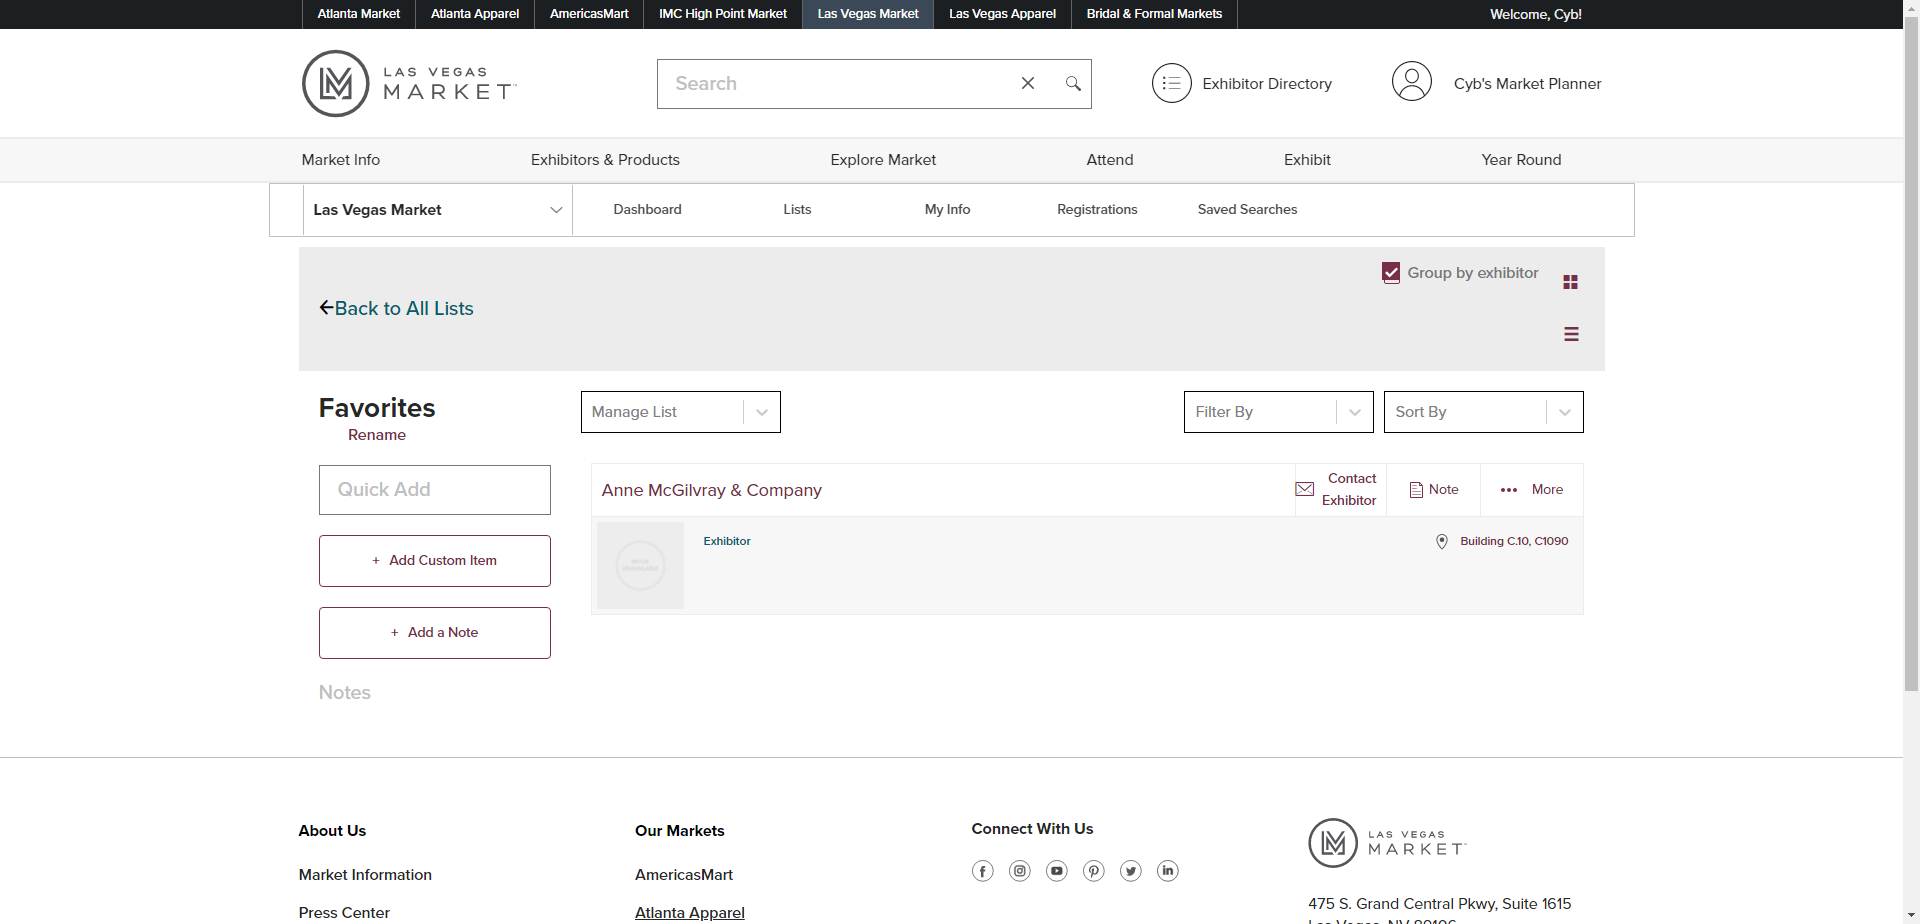 Atlanta Market
Atlanta Apparel
AmericasMart
IMC High Point Market
Las Vegas Market
Las Vegas Apparel
Bridal & Formal Markets
Welcome, Cyb!
LAS VEGAS
MARKET
Search
Exhibitor Directory
Cyb's Market Planner
Market Info
Exhibitors & Products
Explore Market
Attend
Exhibit
Year Round
Las Vegas Market
Dashboard
Lists
My Info
Registrations
Saved Searches
Group by exhibitor
Back to All Lists
Favorites
Rename
Manage List
Filter By
Sort By
Quick Add
+ Add Custom Item
+ Add a Note
Notes
Anne McGilvray & Company
Contact
Exhibitor
Note
More
Exhibitor
Building C.10, C1090
About Us
Market Information
Press Center
Our Markets
AmericasMart
Atlanta Apparel
Connect With Us
LAS VEGAS
MARKET
475 S. Grand Central Pkwy, Suite 1615
Las Vegas, NV 89106